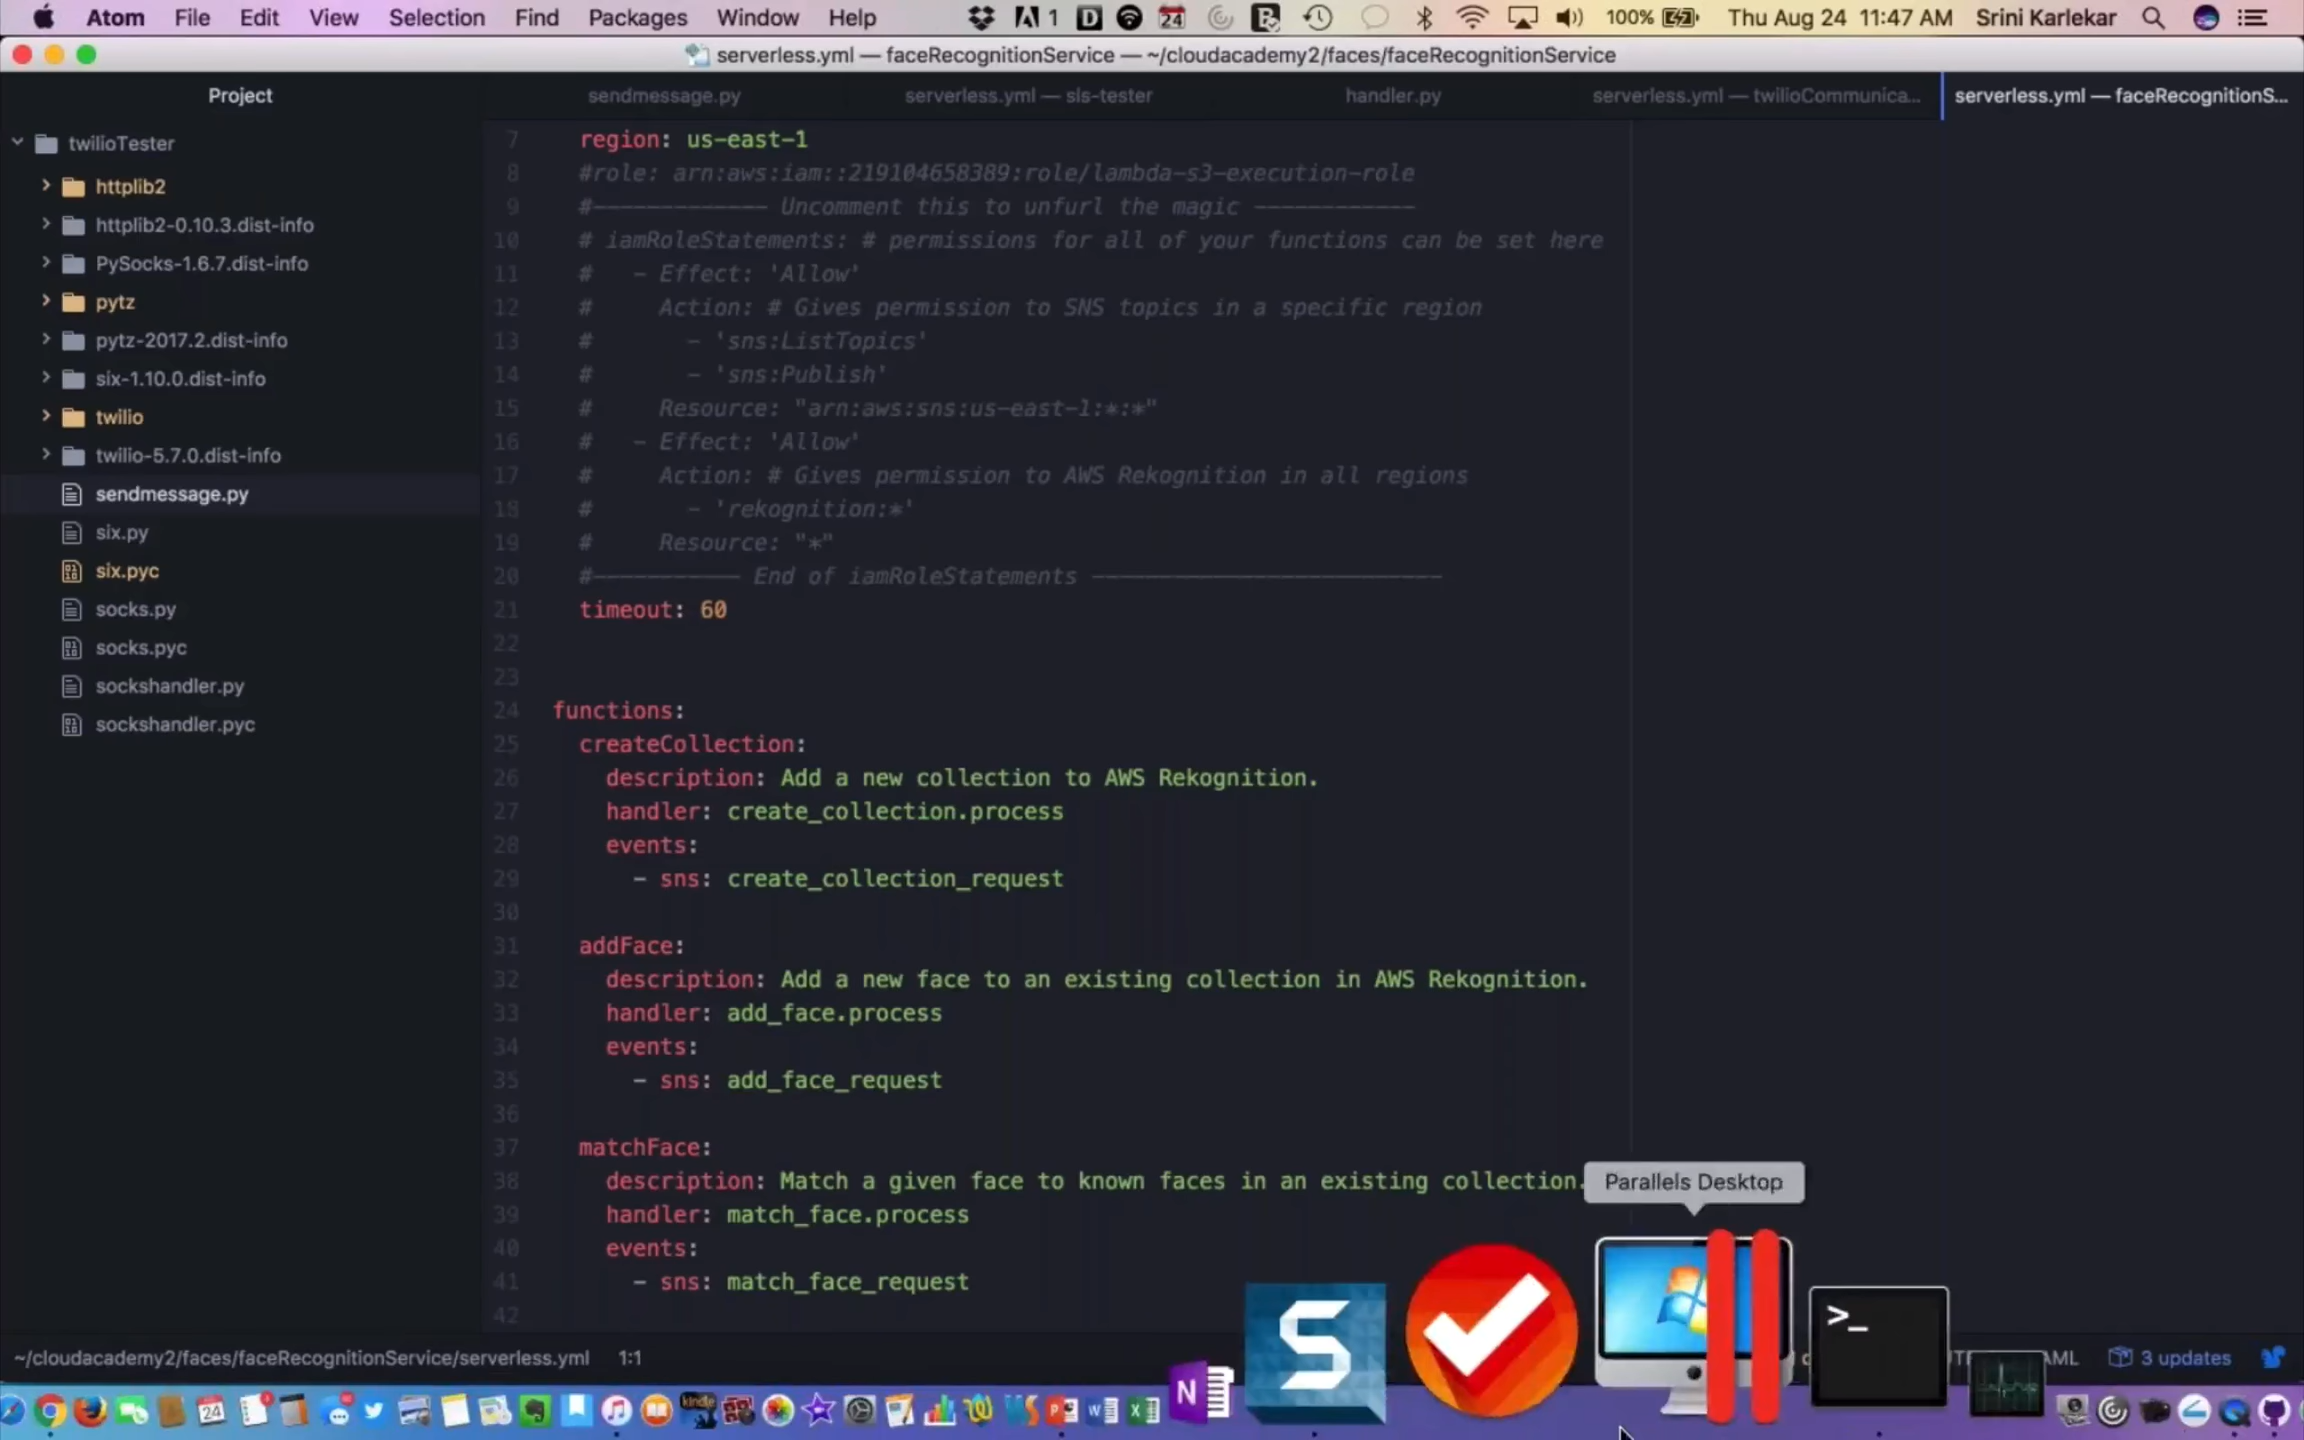 Atom File Edit View Selection Find Packages Window Help 1 24 100% Thu Aug 24 11:47 AM Srini Karlekar
serverless.yml — faceRecognitionService — ~/cloudacademy2/faces/faceRecognitionService
Project
sendmessage.py
serverless.yml — sls-tester
handler.py
serverless.yml — twilioCommunica...
serverless.yml — faceRecognitionS...
twilioTester
httplib2
httplib2-0.10.3.dist-info
PySocks-1.6.7.dist-info
pytz
pytz-2017.2.dist-info
six-1.10.0.dist-info
twilio
twilio-5.7.0.dist-info
sendmessage.py
six.py
six.pyc
socks.py
socks.pyc
sockshandler.py
sockshandler.pyc
7 region: us-east-1
8 #role: arn:aws:iam::219104658389:role/lambda-s3-execution-role
9 #------------- Uncomment this to unfurl the magic ------------
10 # iamRoleStatements: # permissions for all of your functions can be set here
11 #   - Effect: 'Allow'
12 #     Action: # Gives permission to SNS topics in a specific region
13 #       - 'sns:ListTopics'
14 #       - 'sns:Publish'
15 #     Resource: "arn:aws:sns:us-east-1:*:*"
16 #   - Effect: 'Allow'
17 #     Action: # Gives permission to AWS Rekognition in all regions
18 #       - 'rekognition:*'
19 #     Resource: "*"
20 #----------- End of iamRoleStatements --------------------------
21 timeout: 60
22
23
24 functions:
25 createCollection:
26 description: Add a new collection to AWS Rekognition.
27 handler: create_collection.process
28 events:
29 - sns: create_collection_request
30
31 addFace:
32 description: Add a new face to an existing collection in AWS Rekognition.
33 handler: add_face.process
34 events:
35 - sns: add_face_request
36
37 matchFace:
38 description: Match a given face to known faces in an existing collection.
39 handler: match_face.process
40 events:
41 - sns: match_face_request
42
Parallels Desktop
~/cloudacademy2/faces/faceRecognitionService/serverless.yml 1:1
3 updates